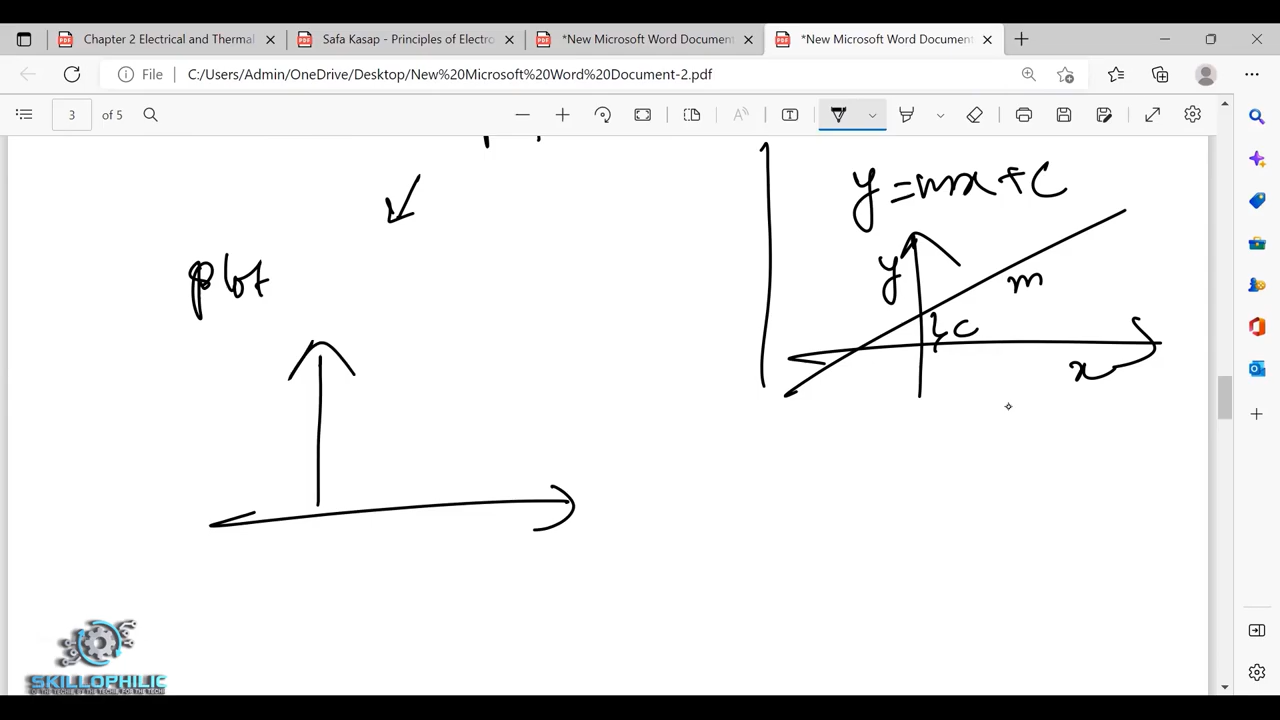 Chapter 2 Electrical and Thermal
Safa Kasap - Principles of Electro
*New Microsoft Word Document
*New Microsoft Word Document
File
C:/Users/Admin/OneDrive/Desktop/New%20Microsoft%20Word%20Document-2.pdf
3 of 5
y = mx + c
plot
y
m
c
x
SKILLOPHILIC